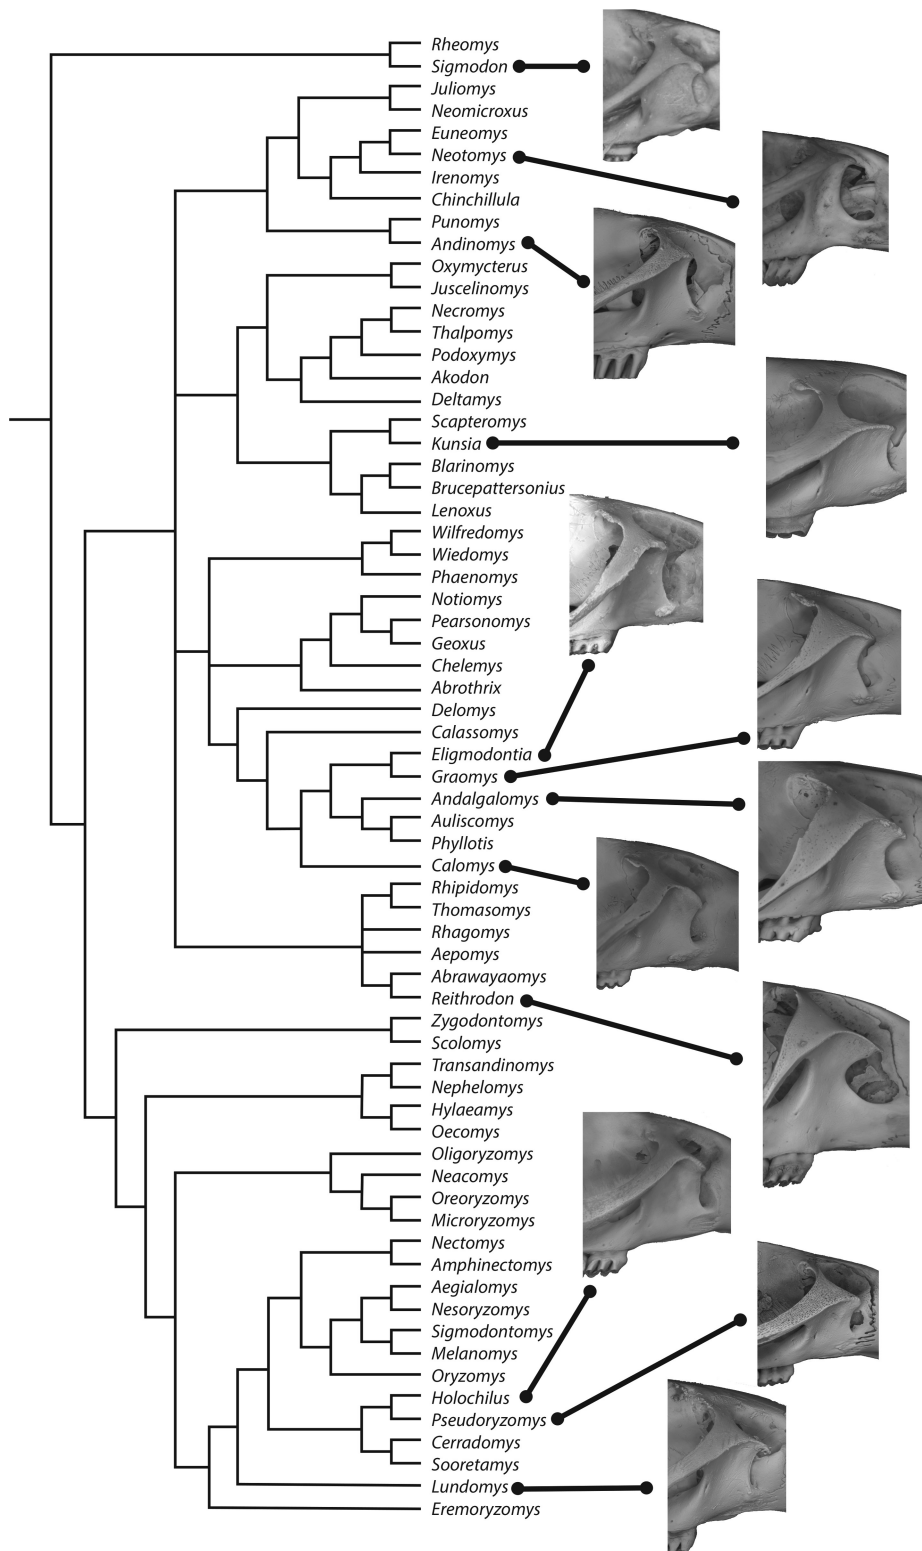 Rheomys
Sigmodon
Juliomys
Neomicroxus
Euneomys
Neotomys
Irenomys
Chinchillula
Punomys
Andinomys
Oxymycterus
Juscelinomys
Necromys
Thalpomys
Podoxymys
Akodon
Deltamys
Scapteromys
Kunsia
Blarinomys
Brucepattersonius
Lenoxus
Wilfredomys
Wiedomys
Phaenomys
Notiomys
Pearsonomys
Geoxus
Chelemys
Abrothrix
Delomys
Calassomys
Eligmodontia
Graomys
Andalgalomys
Auliscomys
Phyllotis
Calomys
Rhipidomys
Thomasomys
Rhagomys
Aepomys
Abrawayaomys
Reithrodon
Zygodontomys
Scolomys
Transandinomys
Nephelomys
Hylaeamys
Oecomys
Oligoryzomys
Neacomys
Oreoryzomys
Microryzomys
Nectomys
Amphinectomys
Aegialomys
Nesoryzomys
Sigmodontomys
Melanomys
Oryzomys
Holochilus
Pseudoryzomys
Cerradomys
Sooretamys
Lundomys
Eremoryzomys